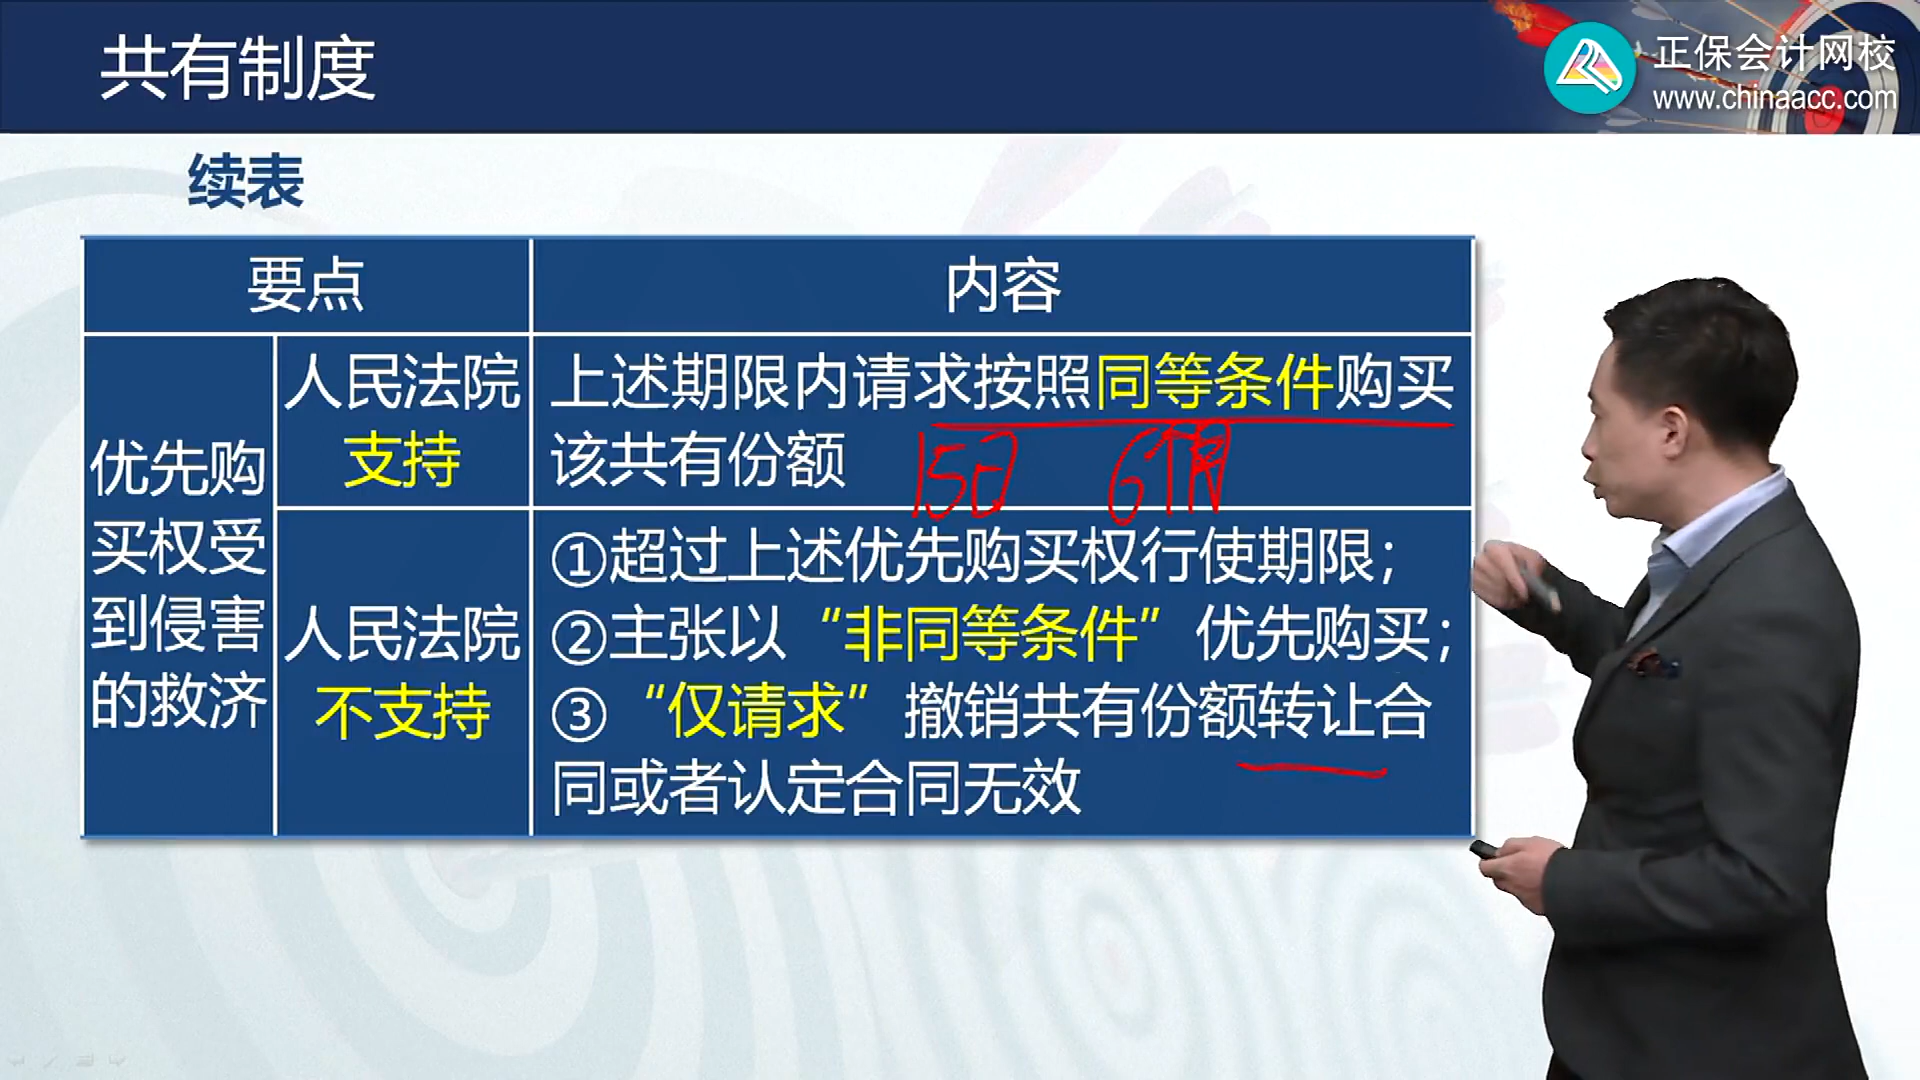 共有制度
正保会计网校
www.chinaacc.com
续表
要点
内容
优先购
买权受
到侵害
的救济
人民法院
支持
上述期限内请求按照同等条件购买
该共有份额
15日
6个月
人民法院
不支持
①超过上述优先购买权行使期限；
②主张以“非同等条件”优先购买；
③“仅请求”撤销共有份额转让合
同或者认定合同无效